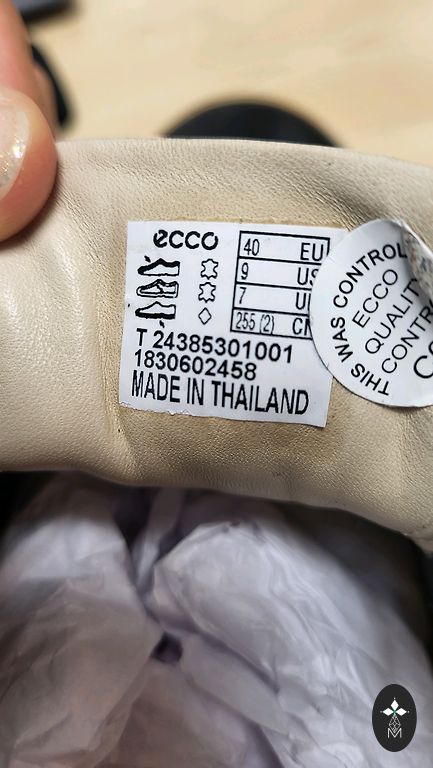 ecco
40 EU
9 US
7 U
255 (2) CN
T 24385301001
1830602458
MADE IN THAILAND
THIS WAS CONTROL
ECCO
QUALITY
CONTR
CO
M